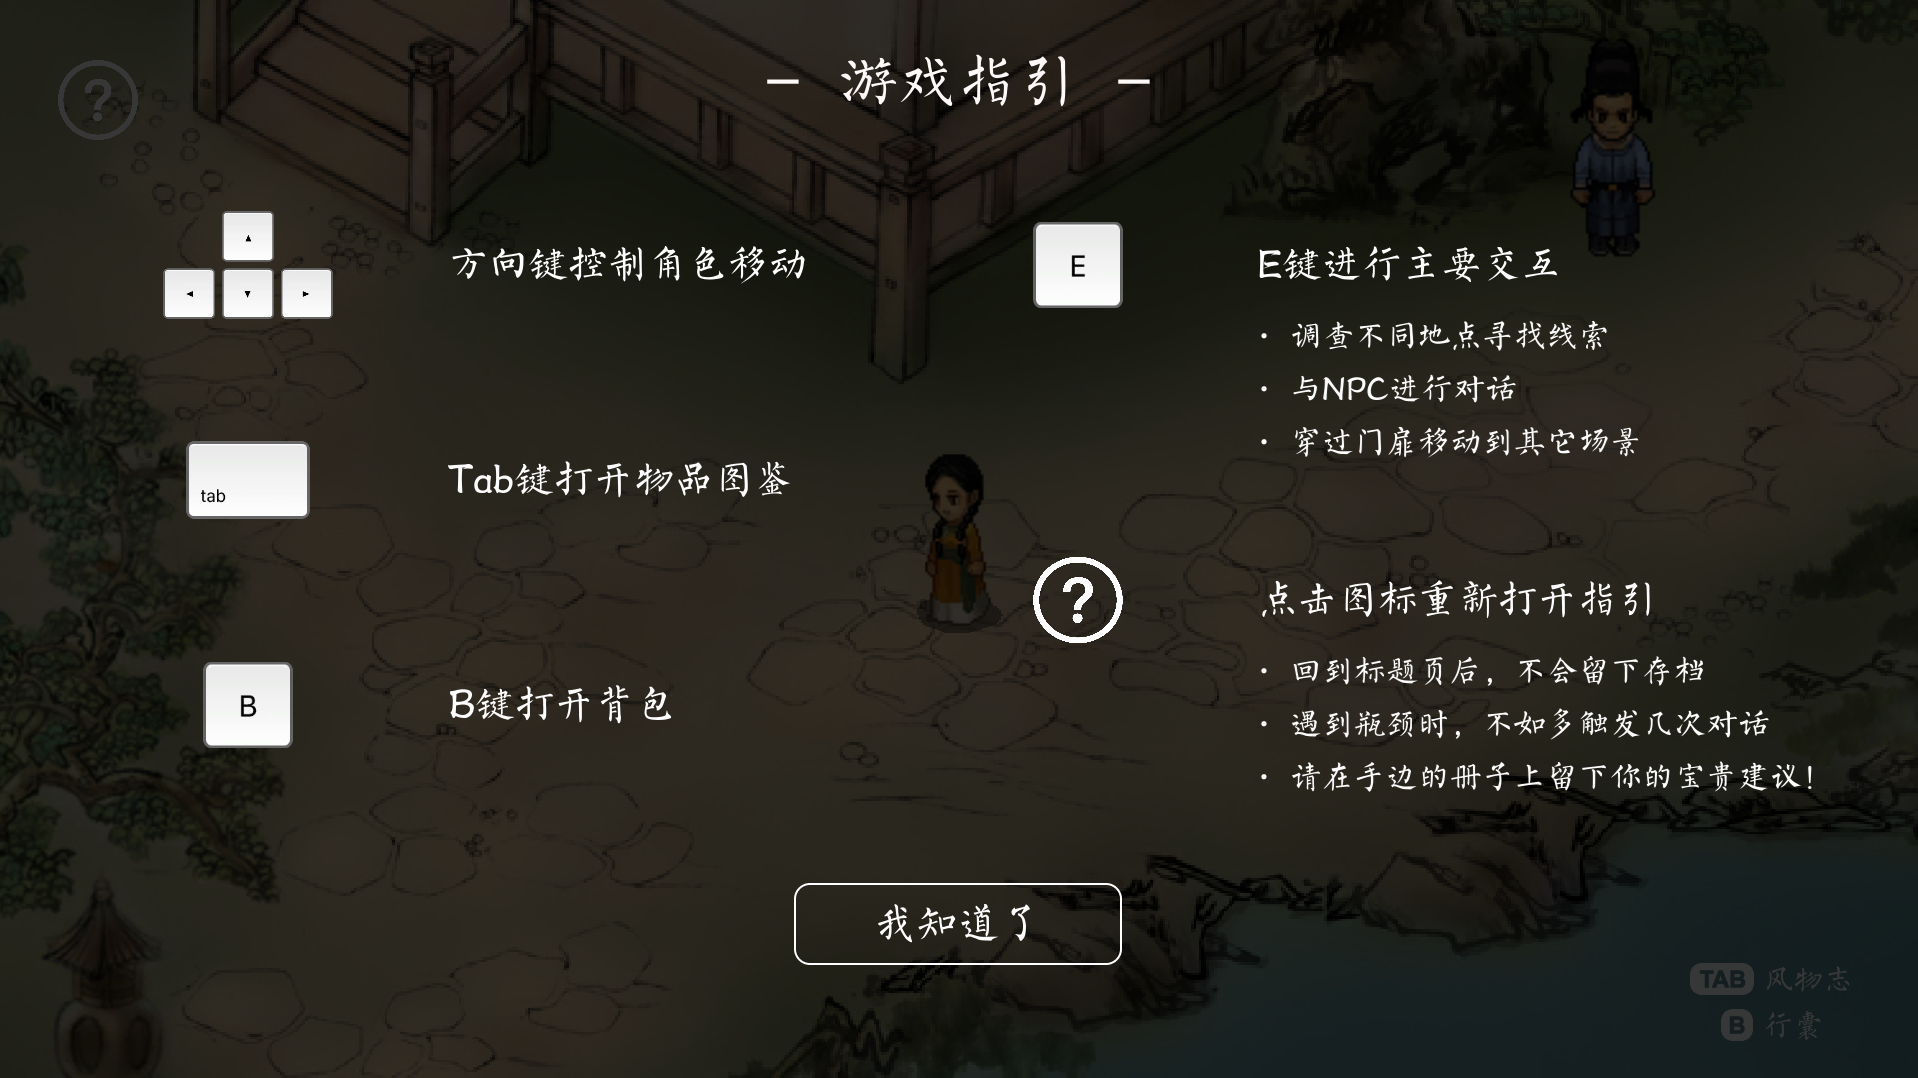 — 游戏指引 —
方向键控制角色移动
tab
Tab键打开物品图鉴
B
B键打开背包
E
E键进行主要交互
· 调查不同地点寻找线索
· 与NPC进行对话
· 穿过门扉移动到其它场景
?
点击图标重新打开指引
· 回到标题页后，不会留下存档
· 遇到瓶颈时，不如多触发几次对话
· 请在手边的册子上留下你的宝贵建议！
我知道了
?
TAB 风物志
B 行囊